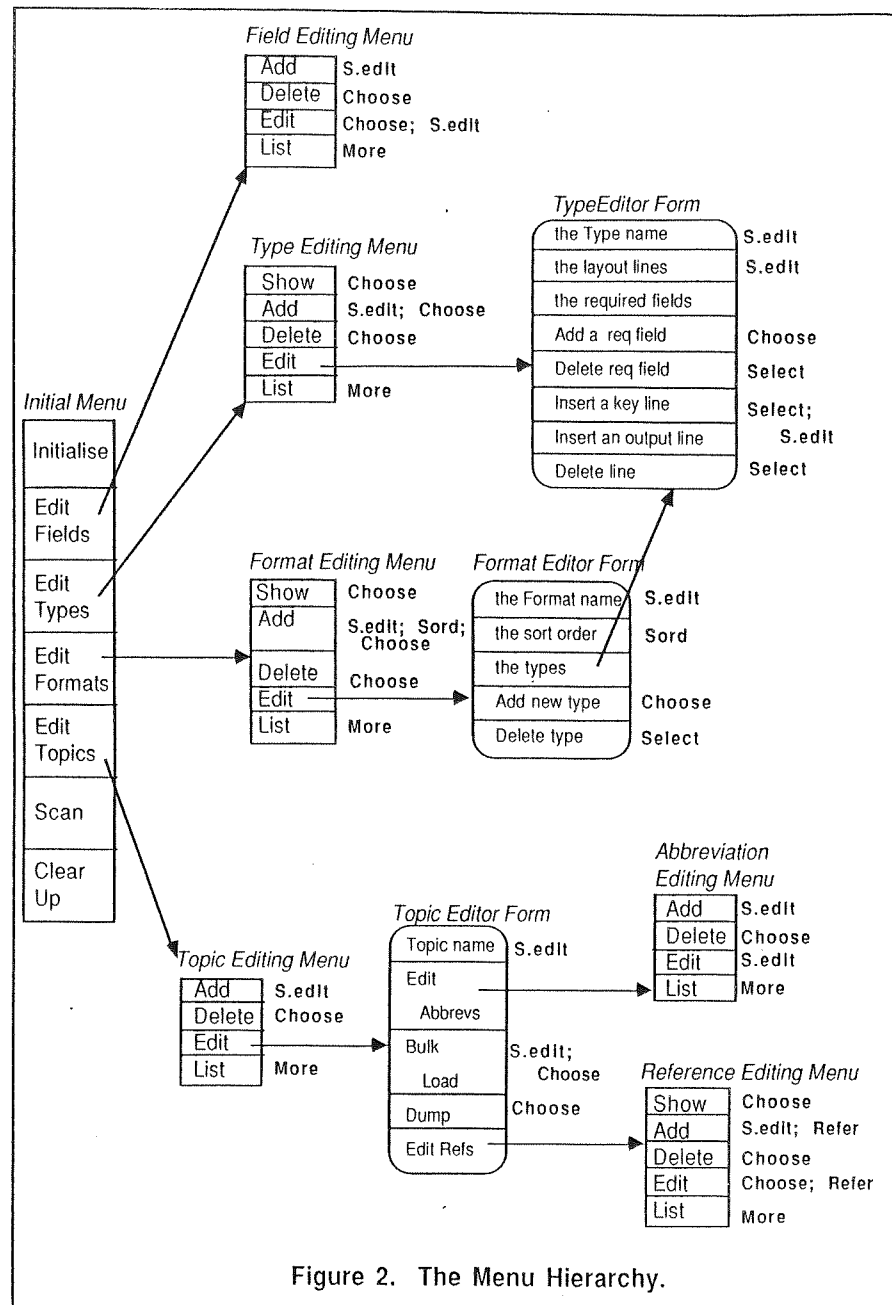 Field Editing Menu
Add S.edit
Delete Choose
Edit Choose; S.edit
List More
TypeEditor Form
the Type name S.edit
the layout lines S.edit
the required fields
Add a req field Choose
Delete req field Select
Insert a key line Select;
Insert an output line S.edit
Delete line Select
Type Editing Menu
Show Choose
Add S.edit; Choose
Delete Choose
Edit
List More
Initial Menu
Initialise
Edit
Fields
Edit
Types
Edit
Formats
Edit
Topics
Scan
Clear
Up
Format Editing Menu
Show Choose
Add S.edit; Sord;
Choose
Delete Choose
Edit
List More
Format Editor Form
the Format name S.edit
the sort order Sord
the types
Add new type Choose
Delete type Select
Topic Editing Menu
Add S.edit
Delete Choose
Edit
List More
Topic Editor Form
Topic name S.edit
Edit
Abbrevs
Bulk S.edit;
Load Choose
Dump Choose
Edit Refs
Abbreviation
Editing Menu
Add S.edit
Delete Choose
Edit S.edit
List More
Reference Editing Menu
Show Choose
Add S.edit; Refer
Delete Choose
Edit Choose; Refer
List More
Figure 2. The Menu Hierarchy.